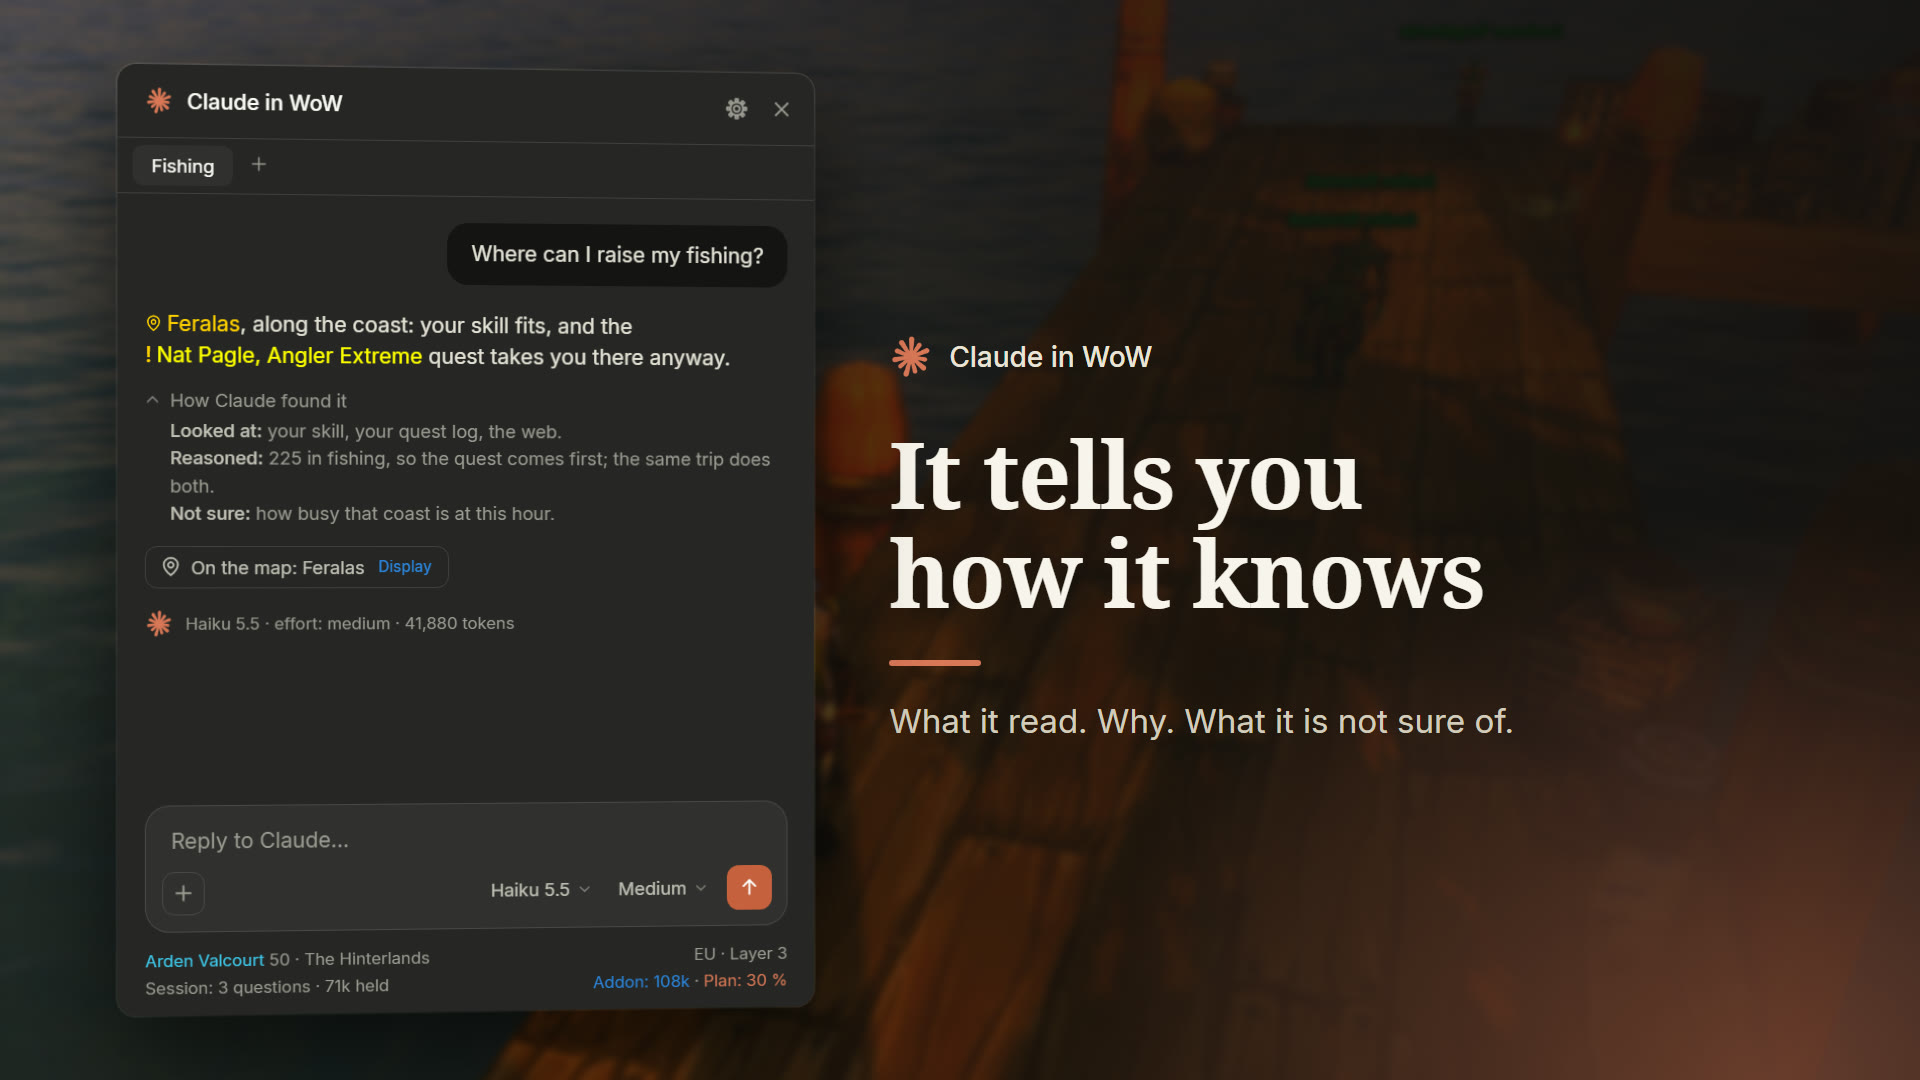 Claude in WoW
Fishing
Where can I raise my fishing?
Feralas, along the coast: your skill fits, and the
! Nat Pagle, Angler Extreme quest takes you there anyway.
How Claude found it
Looked at: your skill, your quest log, the web.
Reasoned: 225 in fishing, so the quest comes first; the same trip does
both.
Not sure: how busy that coast is at this hour.
On the map: Feralas Display
Haiku 5.5 · effort: medium · 41,880 tokens
Reply to Claude...
Haiku 5.5 Medium
Arden Valcourt 50 · The Hinterlands
EU · Layer 3
Session: 3 questions · 71k held
Addon: 108k · Plan: 30 %
Claude in WoW
It tells you
how it knows
What it read. Why. What it is not sure of.